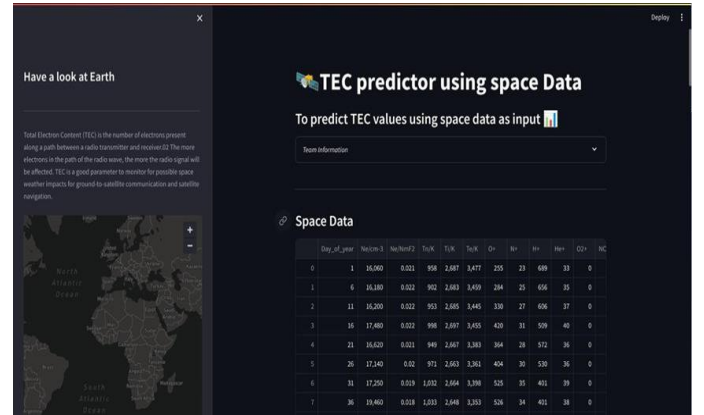 ×
Deploy
Have a look at Earth
Total Electron Content (TEC) is the number of electrons present
along a path between a radio transmitter and receiver.02 The more
electrons in the path of the radio wave, the more the radio signal will
be affected. TEC is a good parameter to monitor for possible space
weather impacts for ground-to-satellite communication and satellite
navigation.
+
-
North
Atlantic
Ocean
South
Atlantic
Ocean
Madagascar
TEC predictor using space Data
To predict TEC values using space data as input
Team Information
Space Data
Day_of_year Ne/cm-3 Ne/NmF2 Tn/K Ti/K Te/K O+ N+ H+ He+ O2+ NO
0 1 16,060 0.021 958 2,687 3,477 255 23 689 33 0
1 6 16,180 0.022 902 2,683 3,459 284 25 656 35 0
2 11 16,200 0.022 953 2,685 3,445 330 27 606 37 0
3 16 17,480 0.022 998 2,697 3,455 420 31 509 40 0
4 21 16,620 0.021 949 2,667 3,383 364 28 572 36 0
5 26 17,140 0.02 971 2,663 3,361 404 30 530 36 0
6 31 17,250 0.019 1,032 2,664 3,398 525 35 401 39 0
7 36 19,460 0.018 1,033 2,648 3,353 526 34 401 38 0